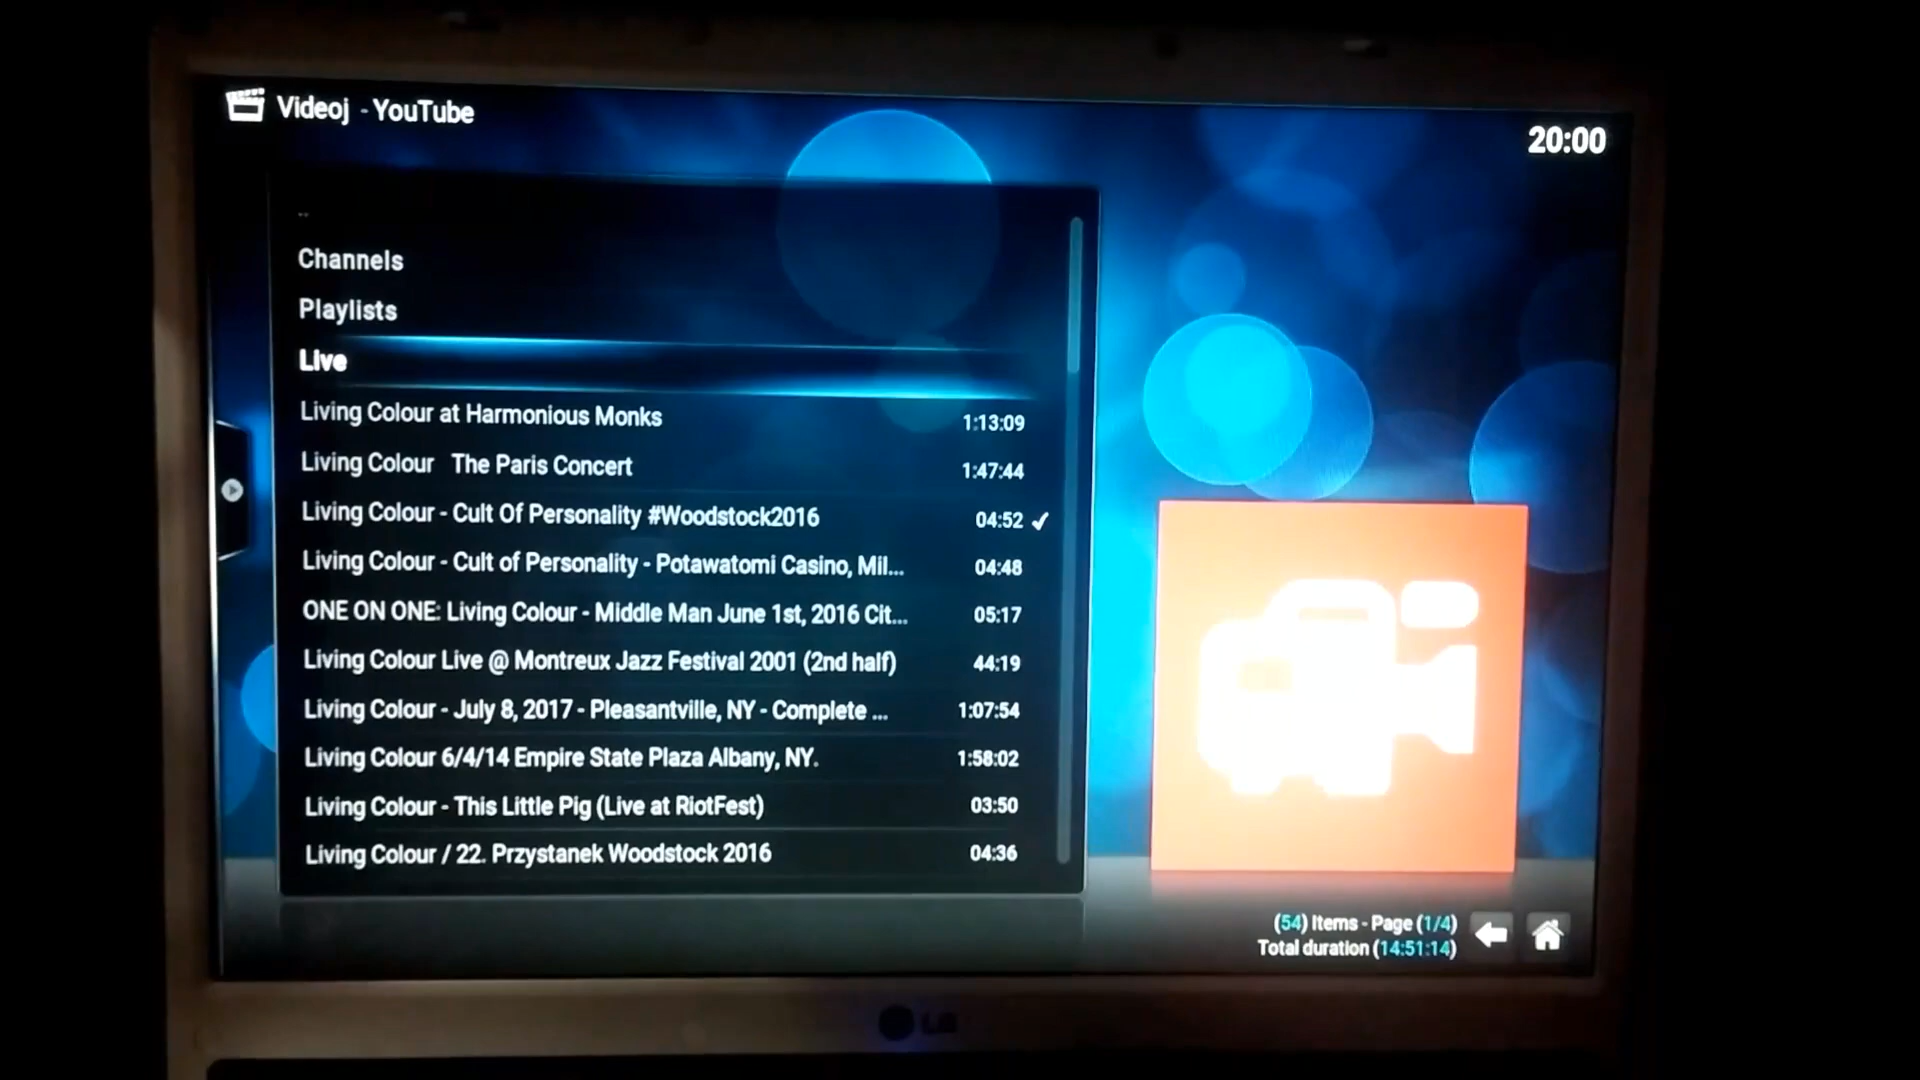 Videoj - YouTube
20:00
..
Channels
Playlists
Live
Living Colour at Harmonious Monks 1:13:09
Living Colour The Paris Concert 1:47:44
Living Colour - Cult Of Personality #Woodstock2016 04:52
Living Colour - Cult of Personality - Potawatomi Casino, Mil... 04:48
ONE ON ONE: Living Colour - Middle Man June 1st, 2016 Cit... 05:17
Living Colour Live @ Montreux Jazz Festival 2001 (2nd half) 44:19
Living Colour - July 8, 2017 - Pleasantville, NY - Complete ... 1:07:54
Living Colour 6/4/14 Empire State Plaza Albany, NY. 1:58:02
Living Colour - This Little Pig (Live at RiotFest) 03:50
Living Colour / 22. Przystanek Woodstock 2016 04:36
(54) Items - Page (1/4)
Total duration (14:51:14)
LG